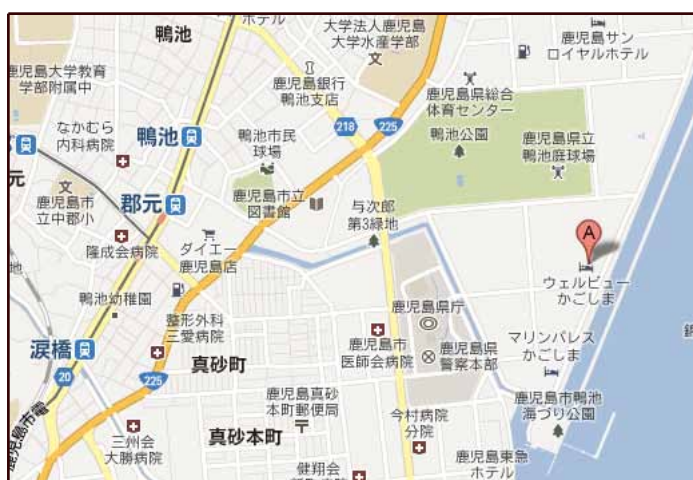 ホテル
鴨池
大学法人鹿児島
大学水産学部
鹿児島サン
ロイヤルホテル
鹿児島大学教育
学部附属中
鹿児島銀行
鴨池支店
鹿児島県総合
体育センター
218
225
なかむら
内科病院
鴨池
鴨池市民
球場
鴨池公園
鹿児島県立
鴨池庭球場
元
鹿児島市
立中郡小
郡元
鹿児島市立
図書館
与次郎
第3緑地
A
隆成会病院
ダイエー
鹿児島店
地
ウェルビュー
かごしま
鴨池幼稚園
鹿児島県庁
整形外科
三愛病院
鹿児島市
医師会病院
鹿児島県
警察本部
マリンパレス
かごしま
涙橋
真砂町
20
225
鹿児島真砂
本町郵便局
鹿児島市鴨池
海づり公園
鹿児島市電
真砂本町
今村病院
分院
三州会
大勝病院
鹿児島東急
ホテル
健翔会